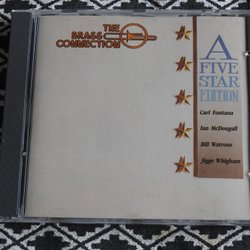 THE
BRASS
CONNECTION
A
FIVE
STAR
EDITION
Carl Fontana
Ian McDougall
Bill Watrous
Jiggs Whigham